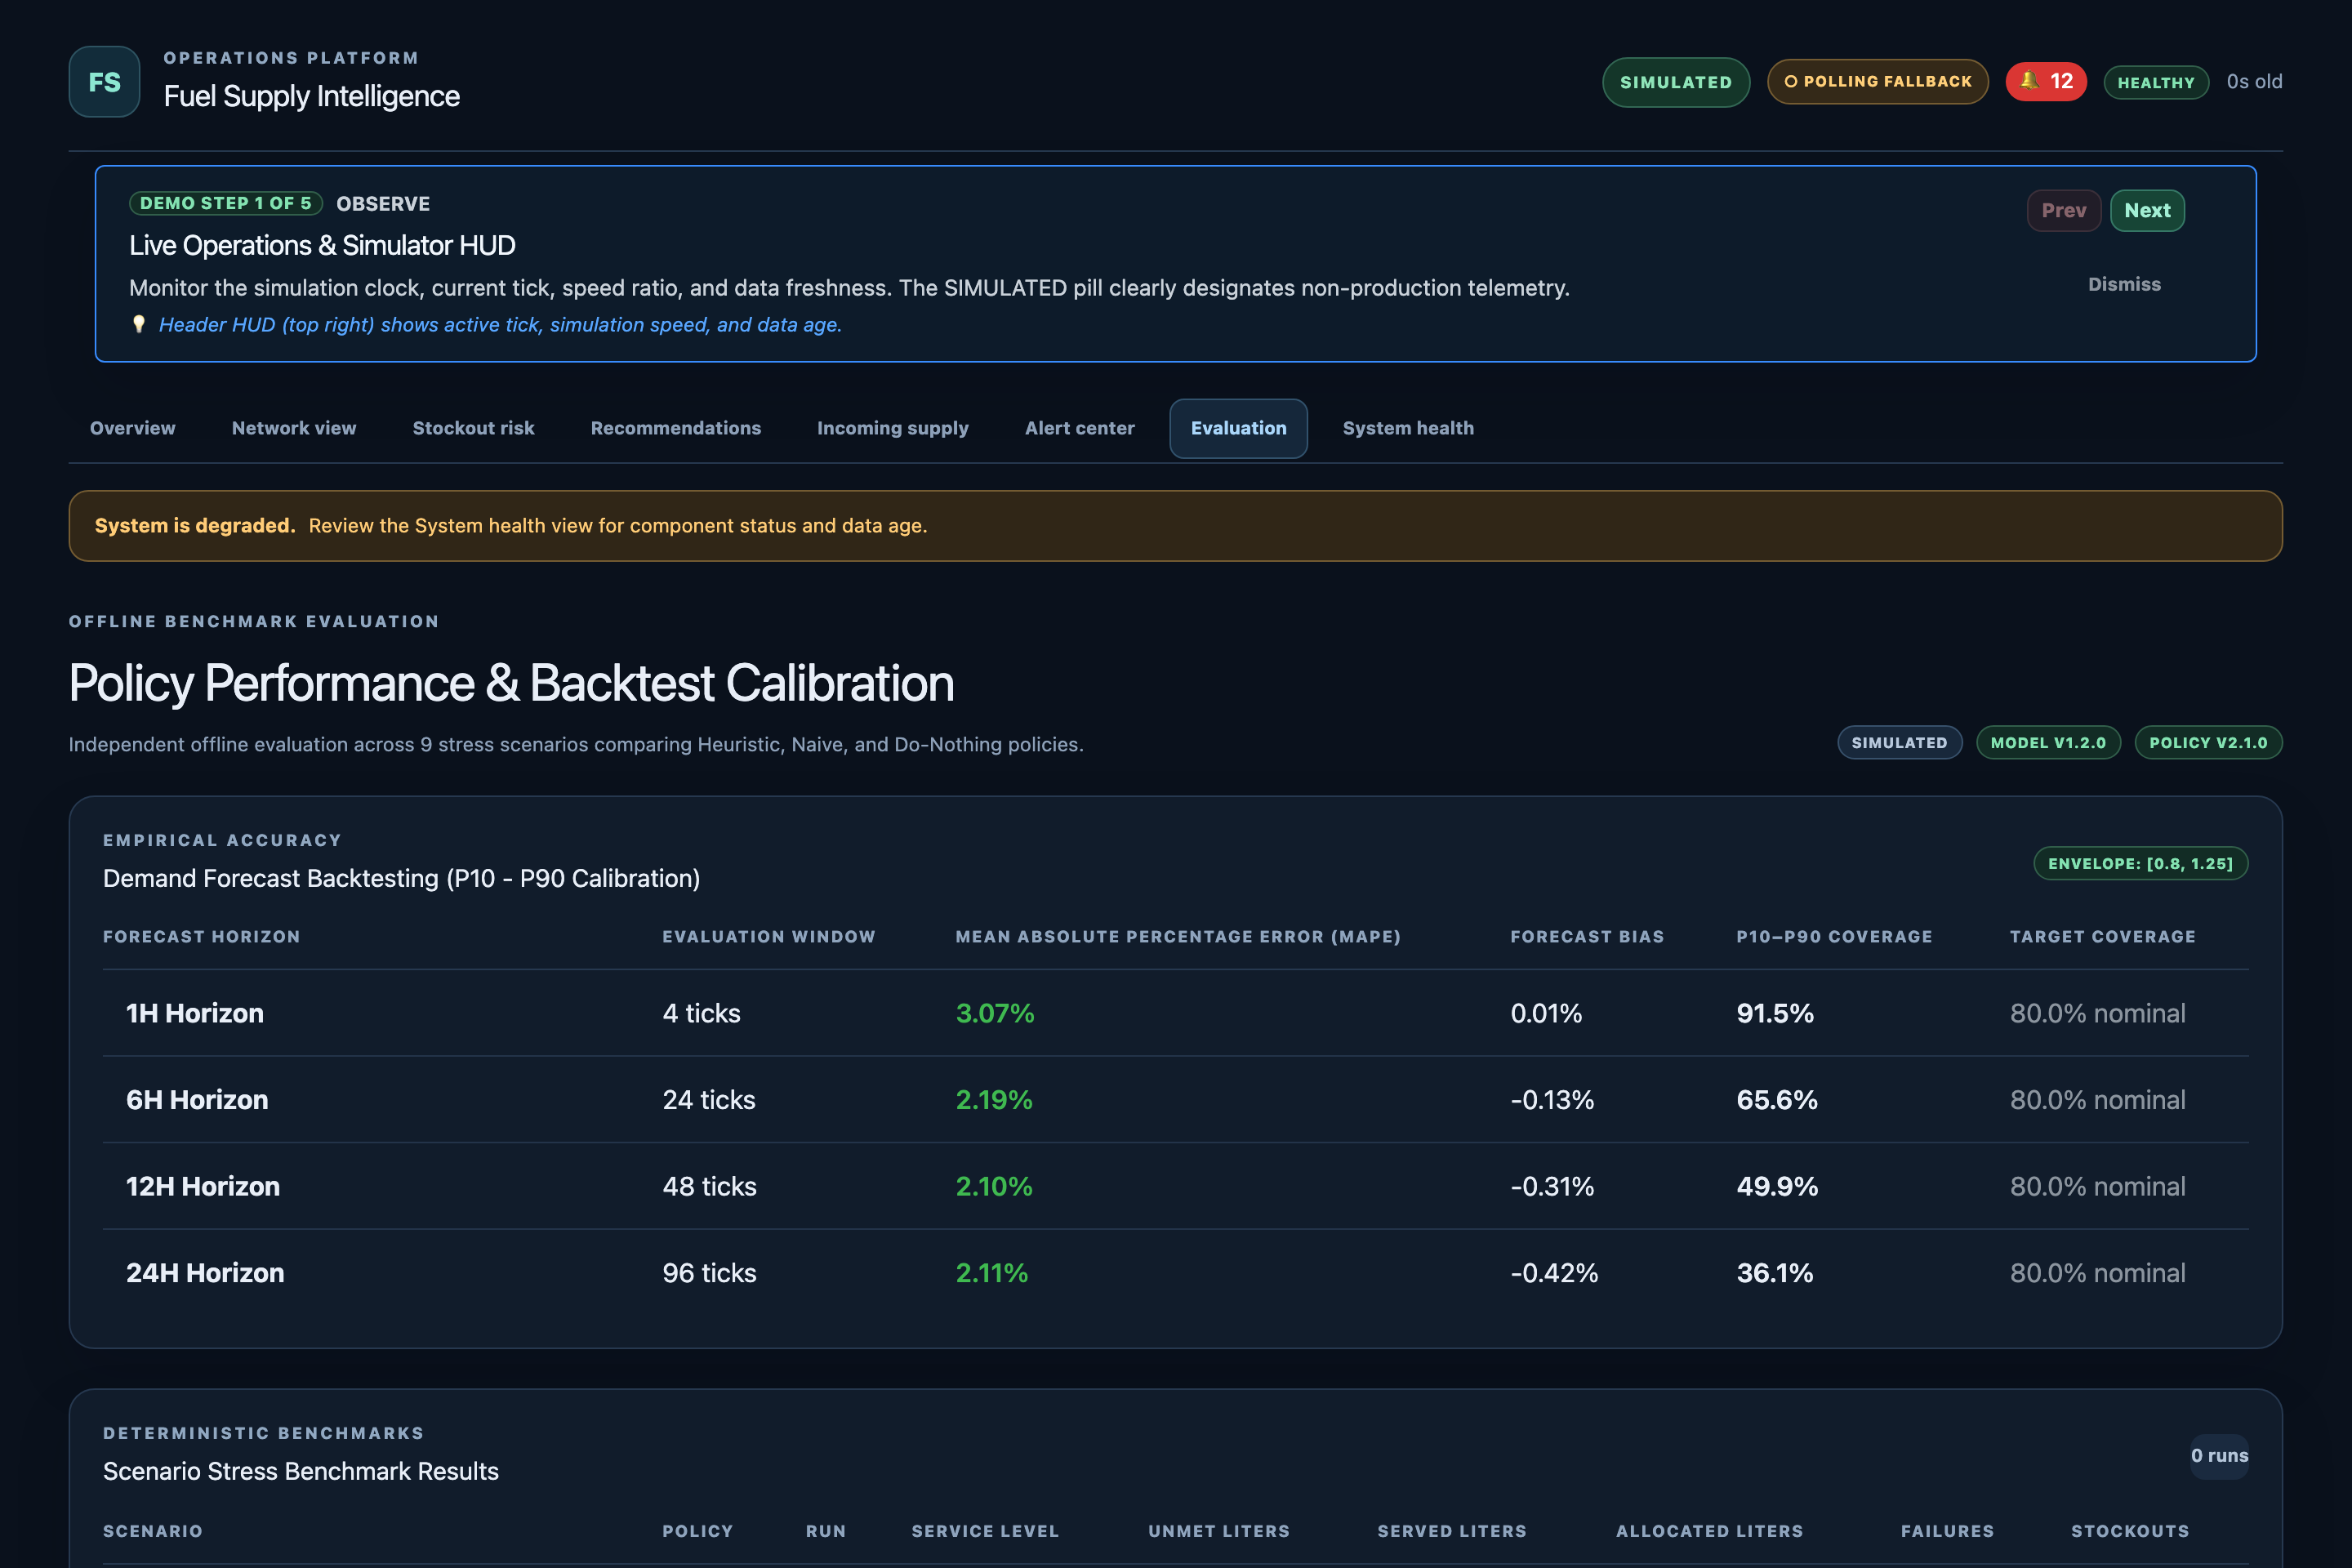 FS
OPERATIONS PLATFORM
Fuel Supply Intelligence
SIMULATED
POLLING FALLBACK
12
HEALTHY
0s old
DEMO STEP 1 OF 5 OBSERVE
Prev
Next
Live Operations & Simulator HUD
Monitor the simulation clock, current tick, speed ratio, and data freshness. The SIMULATED pill clearly designates non-production telemetry.
Dismiss
Header HUD (top right) shows active tick, simulation speed, and data age.
Overview Network view Stockout risk Recommendations Incoming supply Alert center Evaluation System health
System is degraded. Review the System health view for component status and data age.
OFFLINE BENCHMARK EVALUATION
Policy Performance & Backtest Calibration
Independent offline evaluation across 9 stress scenarios comparing Heuristic, Naive, and Do-Nothing policies.
SIMULATED MODEL V1.2.0 POLICY V2.1.0
EMPIRICAL ACCURACY
Demand Forecast Backtesting (P10 - P90 Calibration)
ENVELOPE: [0.8, 1.25]
FORECAST HORIZON EVALUATION WINDOW MEAN ABSOLUTE PERCENTAGE ERROR (MAPE) FORECAST BIAS P10–P90 COVERAGE TARGET COVERAGE
1H Horizon 4 ticks 3.07% 0.01% 91.5% 80.0% nominal
6H Horizon 24 ticks 2.19% -0.13% 65.6% 80.0% nominal
12H Horizon 48 ticks 2.10% -0.31% 49.9% 80.0% nominal
24H Horizon 96 ticks 2.11% -0.42% 36.1% 80.0% nominal
DETERMINISTIC BENCHMARKS
Scenario Stress Benchmark Results
0 runs
SCENARIO POLICY RUN SERVICE LEVEL UNMET LITERS SERVED LITERS ALLOCATED LITERS FAILURES STOCKOUTS